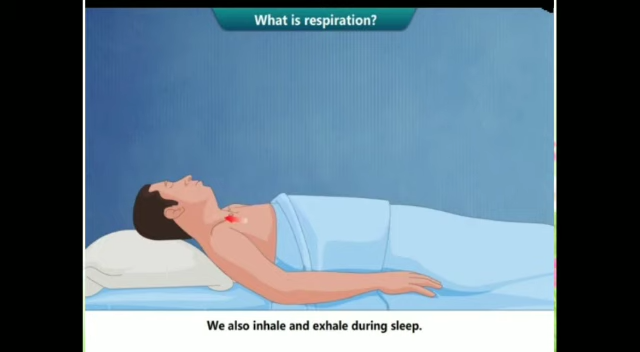 What is respiration?
We also inhale and exhale during sleep.